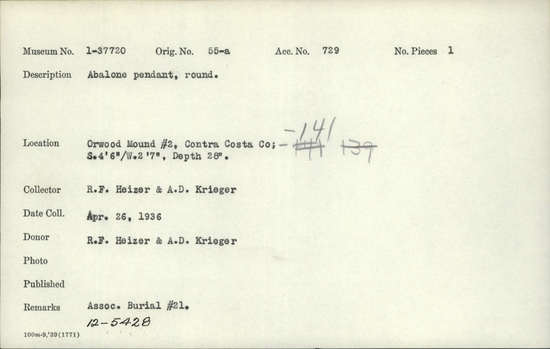 Museum No. 1-37720 Orig. No. 55-a Acc. No. 729 No. Pieces 1
Description Abalone pendant, round.
-141
Location Orwood Mound #2, Contra Costa Co; 139
S.4'6"/W.2'7", Depth 28".
Collector R.F. Heizer & A.D. Krieger
Date Coll. Apr. 26, 1936
Donor R.F. Heizer & A.D. Krieger
Photo
Published
Remarks Assoc. Burial #21.
12-5428
100m-9,'39(1771)